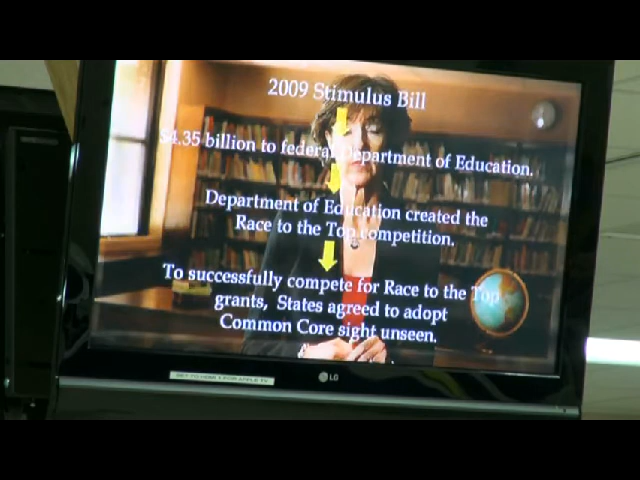 2009 Stimulus Bill
$4.35 billion to federal Department of Education.
Department of Education created the
Race to the Top competition.
To successfully compete for Race to the Top
grants, States agreed to adopt
Common Core sight unseen.
LG